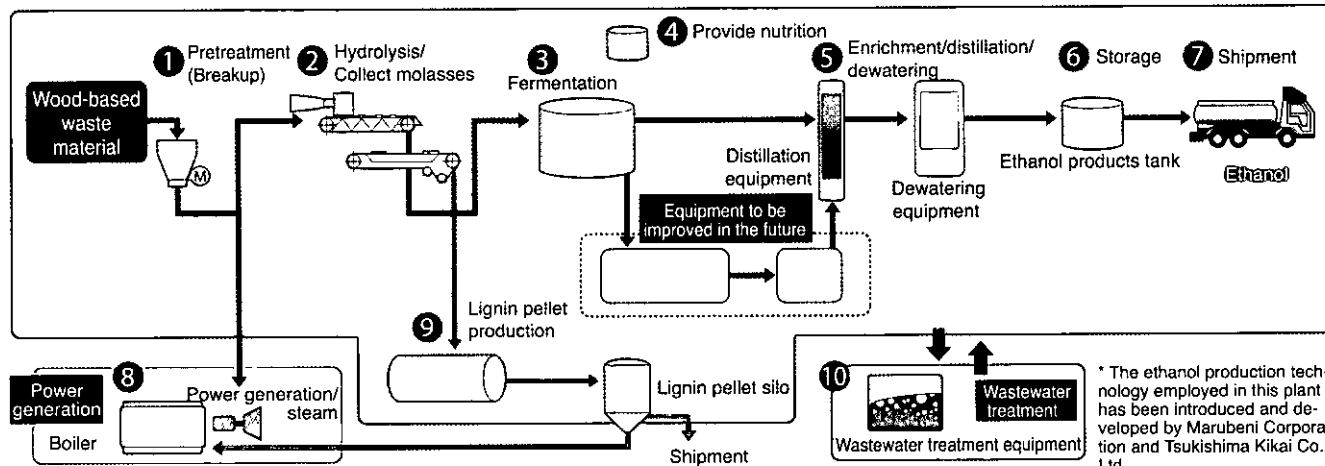 1 Pretreatment
(Breakup)
2 Hydrolysis/
Collect molasses
3
Fermentation
4 Provide nutrition
5 Enrichment/distillation/
dewatering
6 Storage
7 Shipment
Wood-based
waste
material
M
Distillation
equipment
Dewatering
equipment
Ethanol products tank
Ethanol
Equipment to be
improved in the future
9 Lignin pellet
production
Power
generation
8
Power generation/
steam
Boiler
Lignin pellet silo
Shipment
10
Wastewater
treatment
Wastewater treatment equipment
* The ethanol production tech-
nology employed in this plant
has been introduced and de-
veloped by Marubeni Corpora-
tion and Tsukishima Kikai Co.
Ltd